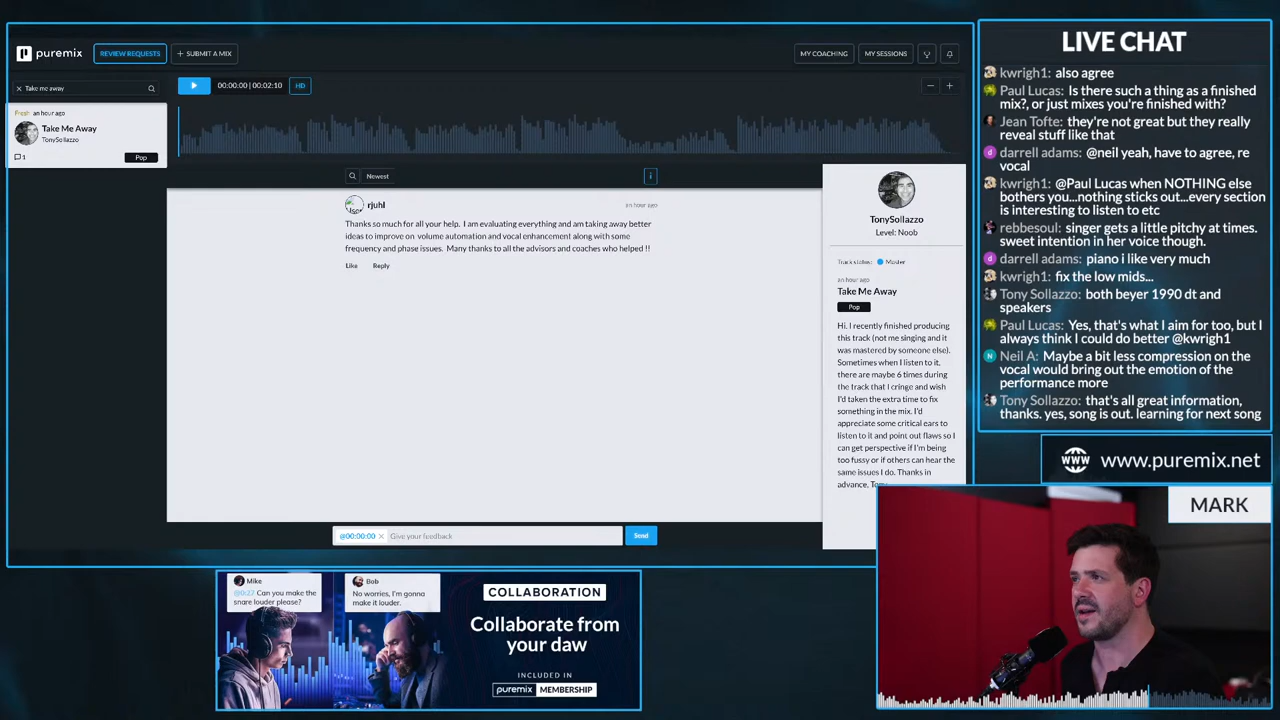 puremix
REVIEW REQUESTS
+ SUBMIT A MIX
MY COACHING
MY SESSIONS
× Take me away
00:00:00 | 00:02:10
HD
Fresh an hour ago
Take Me Away
TonySollazzo
1
Pop
Newest
i
rjuhl
an hour ago
Thanks so much for all your help. I am evaluating everything and am taking away better
ideas to improve on volume automation and vocal enhancement along with some
frequency and phase issues. Many thanks to all the advisors and coaches who helped !!
Like Reply
TonySollazzo
Level: Noob
Track status: Master
an hour ago
Take Me Away
Pop
Hi. I recently finished producing
this track (not me singing and it
was mastered by someone else).
Sometimes when I listen to it,
there are maybe 6 times during
the track that I cringe and wish
I'd taken the extra time to fix
something in the mix. I'd
appreciate some critical ears to
listen to it and point out flaws so I
can get perspective if I'm being
too fussy or if others can hear the
same issues I do. Thanks in
advance.
@00:00:00 × Give your feedback
Send
LIVE CHAT
kwrigh1: also agree
Paul Lucas: Is there such a thing as a finished
mix?, or just mixes you're finished with?
Jean Tofte: they're not great but they really
reveal stuff like that
darrell adams: @neil yeah, have to agree, re
vocal
kwrigh1: @Paul Lucas when NOTHING else
bothers you...nothing sticks out...every section
is interesting to listen to etc
rebbesoul: singer gets a little pitchy at times.
sweet intention in her voice though.
darrell adams: piano i like very much
kwrigh1: fix the low mids...
Tony Sollazzo: both beyer 1990 dt and
speakers
Paul Lucas: Yes, that's what I aim for too, but I
always think I could do better @kwrigh1
N Neil A: Maybe a bit less compression on the
vocal would bring out the emotion of the
performance more
Tony Sollazzo: that's all great information,
thanks. yes, song is out. learning for next song
WWW www.puremix.net
MARK
Mike
@0:27 Can you make the
snare louder please?
Bob
No worries, I'm gonna
make it louder.
COLLABORATION
Collaborate from
your daw
INCLUDED IN
puremix MEMBERSHIP